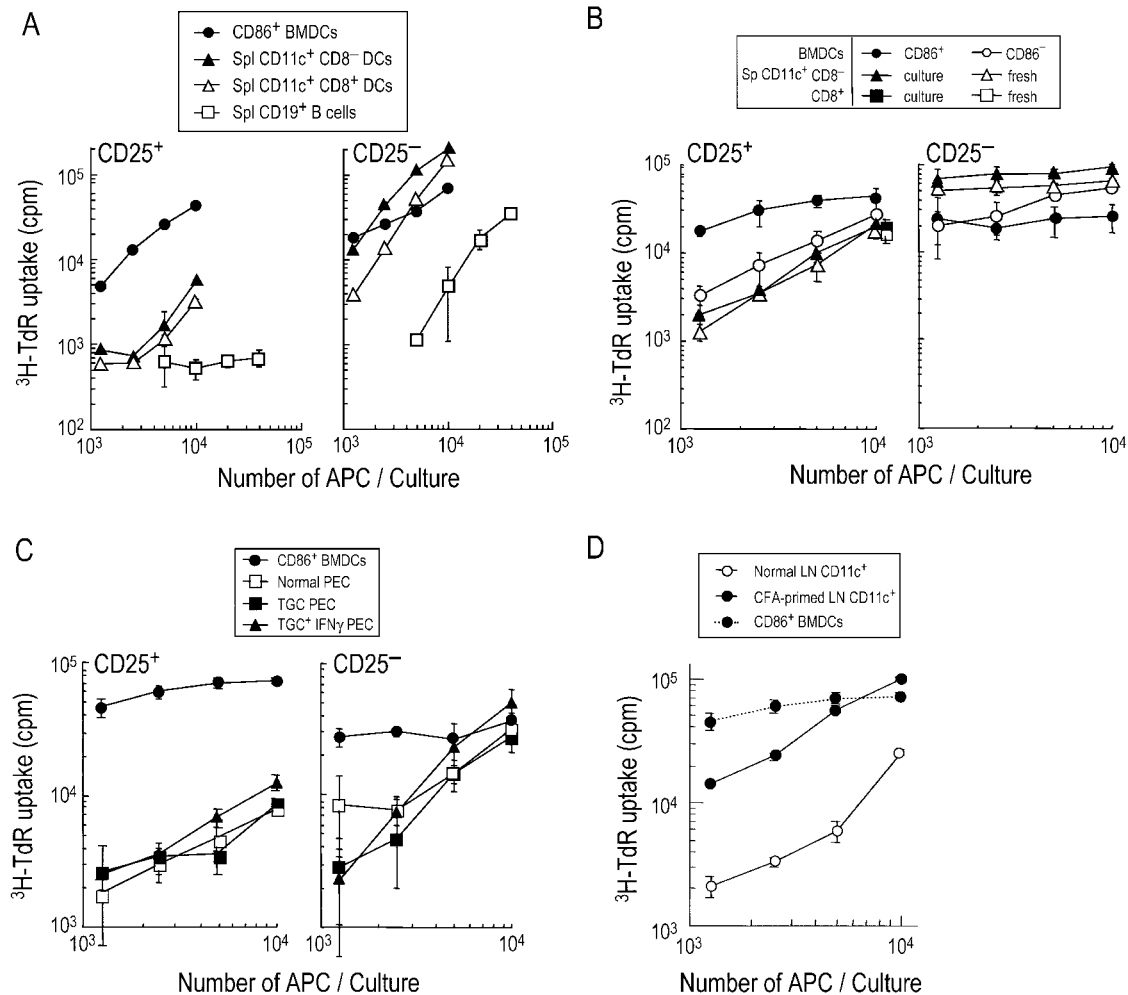 A
CD86⁺ BMDCs
Spl CD11c⁺ CD8⁻ DCs
Spl CD11c⁺ CD8⁺ DCs
Spl CD19⁺ B cells
CD25⁺
CD25⁻
³H-TdR uptake (cpm)
10⁵
10⁴
10³
10²
10³
10⁴
10³
10⁴
10⁵
Number of APC / Culture
B
BMDCs
CD86⁺
CD86⁻
Sp CD11c⁺ CD8⁻
culture
fresh
CD8⁺
culture
fresh
CD25⁺
CD25⁻
³H-TdR uptake (cpm)
10⁵
10⁴
10³
10²
10³
10⁴
10³
10⁴
Number of APC / Culture
C
CD86⁺ BMDCs
Normal PEC
TGC PEC
TGC⁺ IFNγ PEC
CD25⁺
CD25⁻
³H-TdR uptake (cpm)
10⁵
10⁴
10³
10³
10⁴
10³
10⁴
Number of APC / Culture
D
Normal LN CD11c⁺
CFA-primed LN CD11c⁺
CD86⁺ BMDCs
³H-TdR uptake (cpm)
10⁵
10⁴
10³
10³
10⁴
Number of APC / Culture